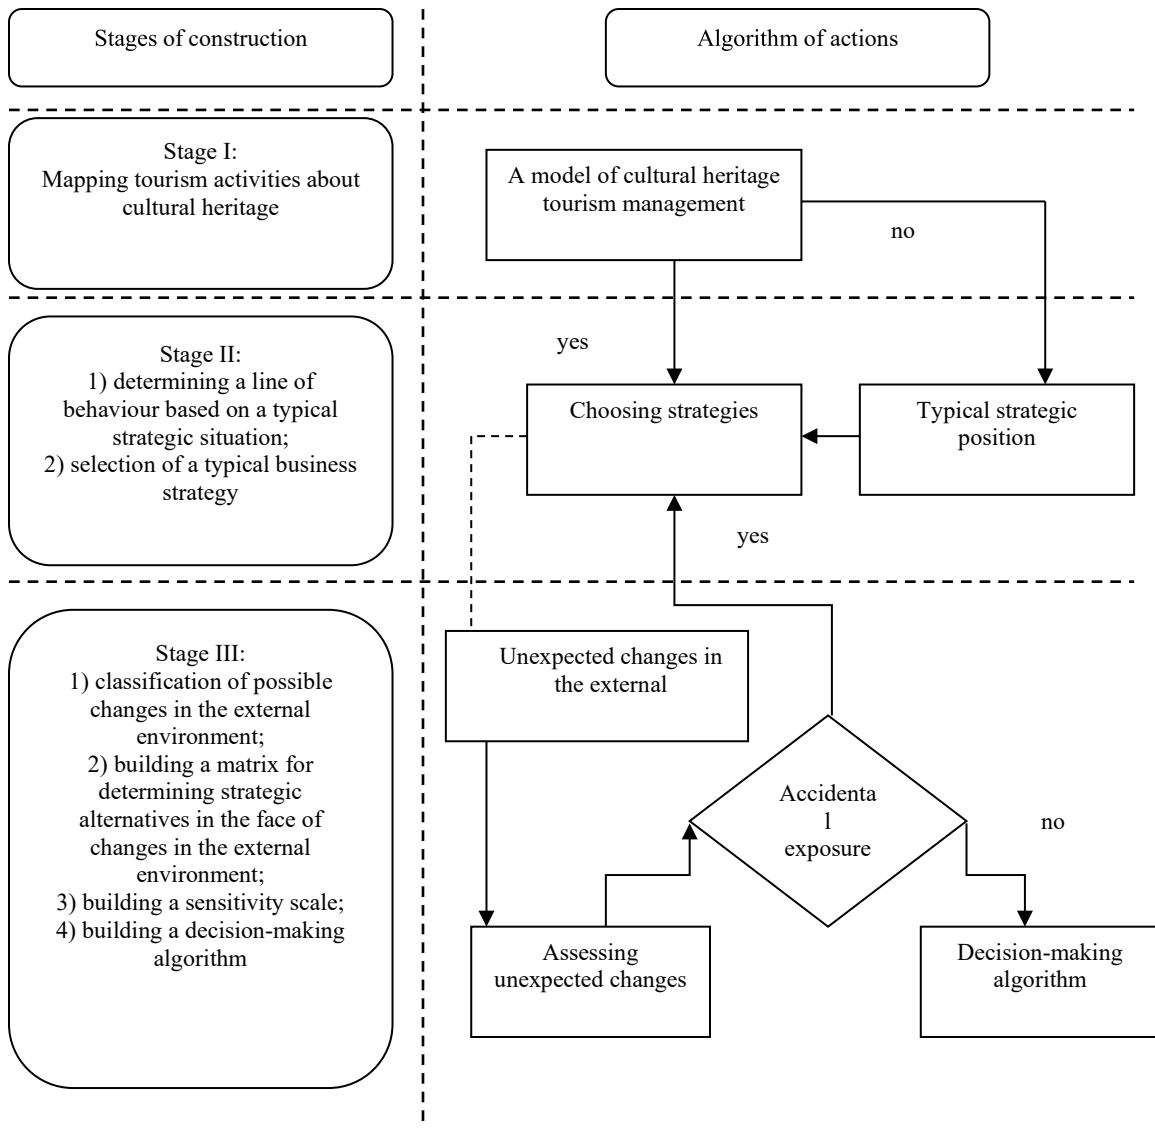 Stages of construction
Algorithm of actions
Stage I:
Mapping tourism activities about
cultural heritage
A model of cultural heritage
tourism management
no
Stage II:
1) determining a line of
behaviour based on a typical
strategic situation;
2) selection of a typical business
strategy
yes
Choosing strategies
Typical strategic
position
yes
Stage III:
1) classification of possible
changes in the external
environment;
2) building a matrix for
determining strategic
alternatives in the face of
changes in the external
environment;
3) building a sensitivity scale;
4) building a decision-making
algorithm
Unexpected changes in
the external
Accidenta
l
exposure
no
Assessing
unexpected changes
Decision-making
algorithm